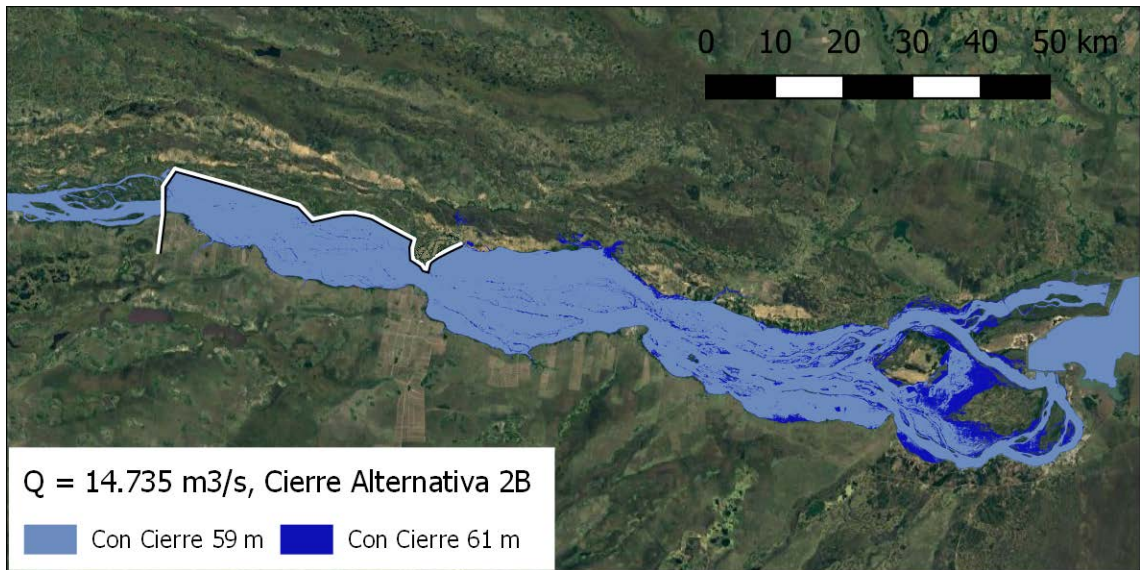 0 10 20 30 40 50 km
Q = 14.735 m3/s, Cierre Alternativa 2B
Con Cierre 59 m Con Cierre 61 m